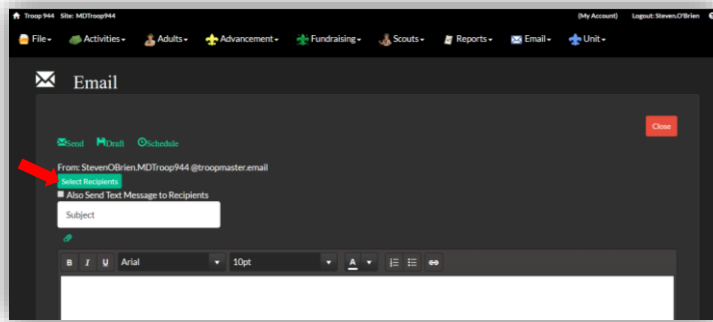 Troop 944 Site: MDTroop944 (My Account) Logout: Steven.O'Brien
File Activities Adults Advancement Fundraising Scouts Reports Email Unit
Email
Close
Send Draft Schedule
From: StevenOBrien.MDTroop944 @troopmaster.email
Select Recipients
Also Send Text Message to Recipients
Subject
B I U Arial 10pt A